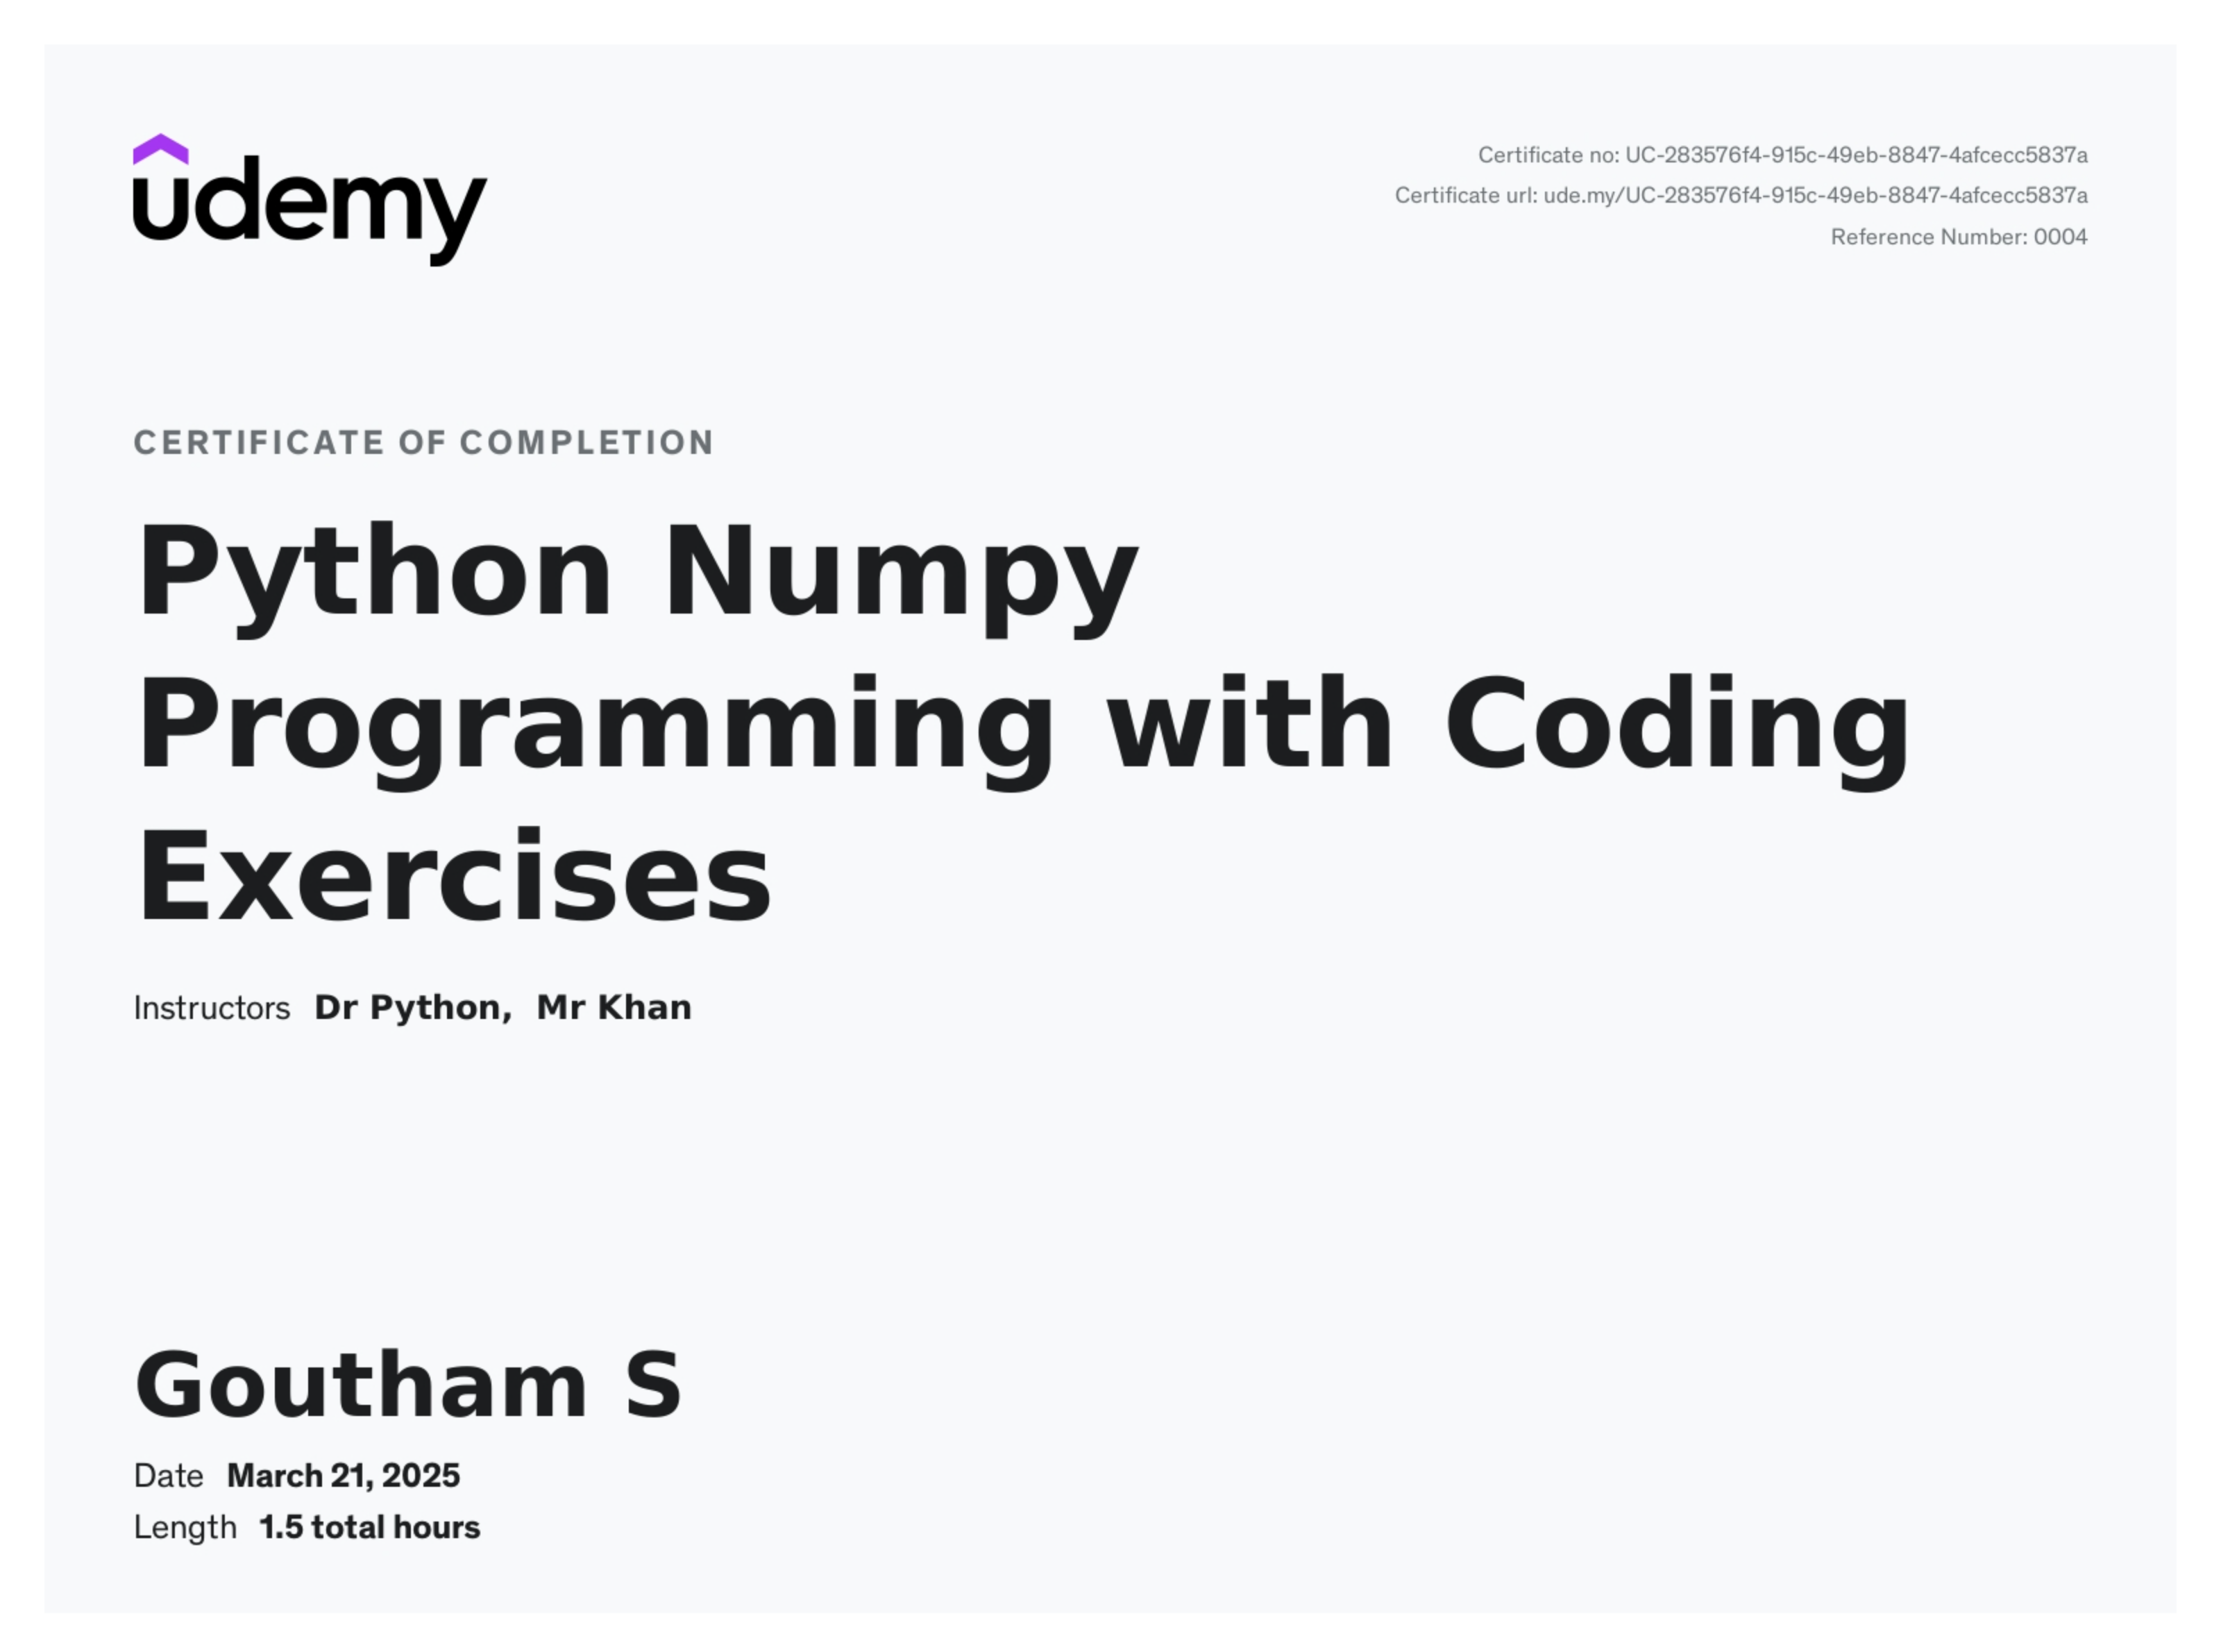 udemy
Certificate no: UC-283576f4-915c-49eb-8847-4afcecc5837a
Certificate url: ude.my/UC-283576f4-915c-49eb-8847-4afcecc5837a
Reference Number: 0004
CERTIFICATE OF COMPLETION
Python Numpy
Programming with Coding
Exercises
Instructors Dr Python, Mr Khan
Goutham S
Date March 21, 2025
Length 1.5 total hours